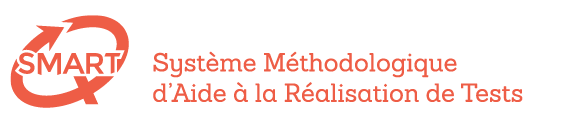 SMART
Système Méthodologique
d'Aide à la Réalisation de Tests